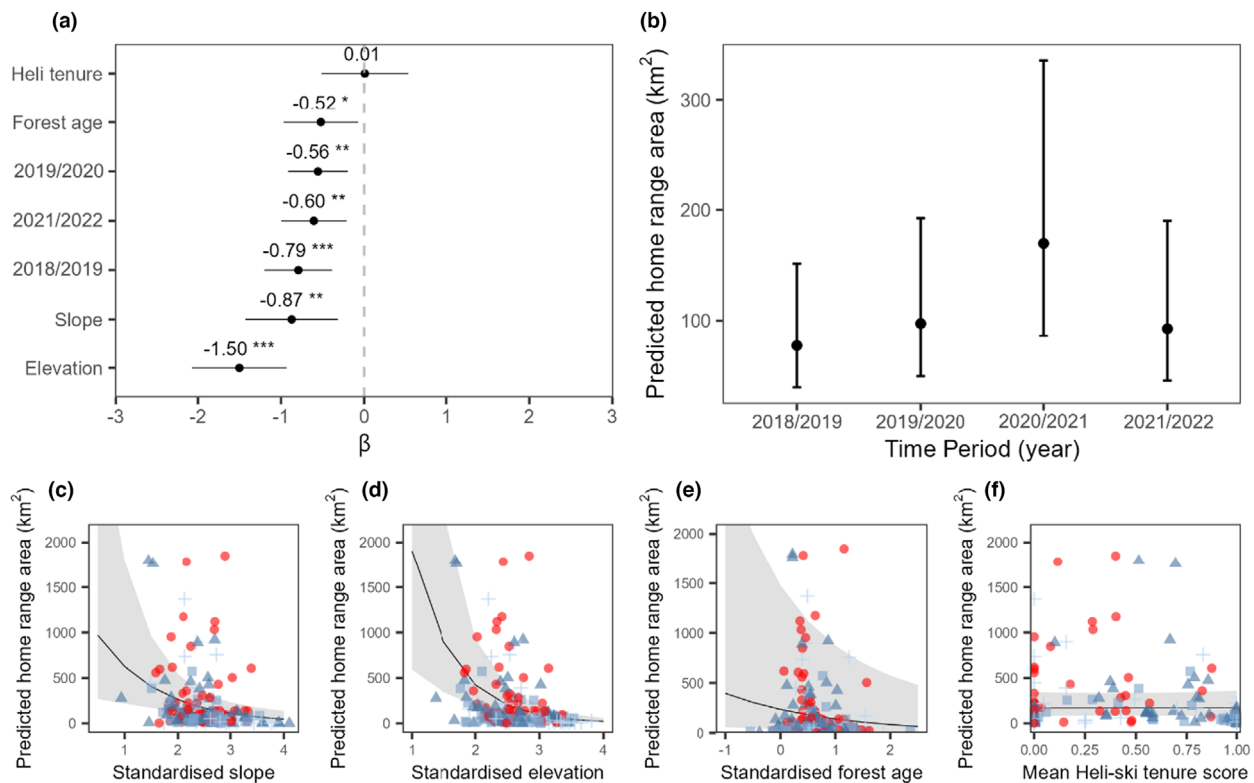 (a)
Heli tenure
Forest age
2019/2020
2021/2022
2018/2019
Slope
Elevation
0.01
-0.52 *
-0.56 **
-0.60 **
-0.79 ***
-0.87 **
-1.50 ***
-3 -2 -1 0 1 2 3
β
(b)
Predicted home range area (km²)
300
200
100
2018/2019 2019/2020 2020/2021 2021/2022
Time Period (year)
(c)
Predicted home range area (km²)
2000
1500
1000
500
0
1 2 3 4
Standardised slope
(d)
Predicted home range area (km²)
2000
1500
1000
500
0
1 2 3 4
Standardised elevation
(e)
Predicted home range area (km²)
2000
1500
1000
500
0
-1 0 1 2
Standardised forest age
(f)
Predicted home range area (km²)
2000
1500
1000
500
0
0.00 0.25 0.50 0.75 1.00
Mean Heli-ski tenure score